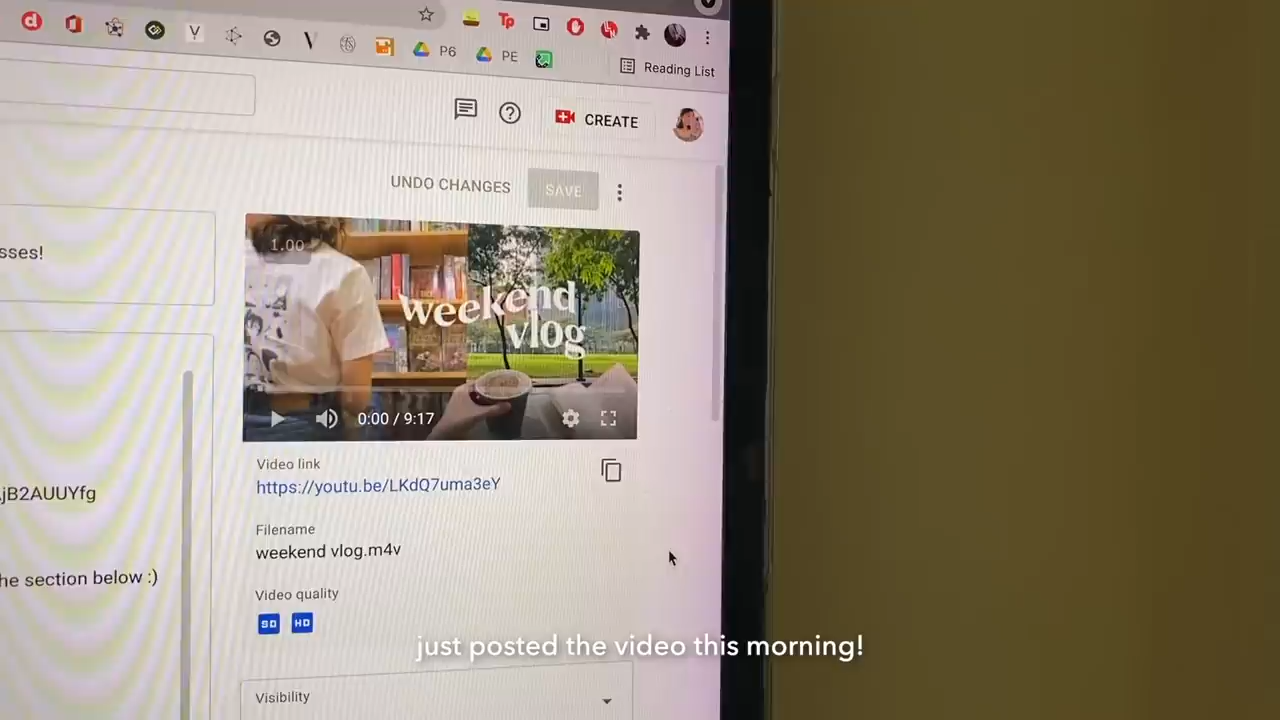 Tp
P6
PE
Reading List
CREATE
UNDO CHANGES
SAVE
sses!
1.00
weekend
vlog
0:00 / 9:17
Video link
https://youtu.be/LKdQ7uma3eY
jB2AUUYfg
Filename
weekend vlog.m4v
he section below :)
Video quality
SD HD
just posted the video this morning!
Visibility